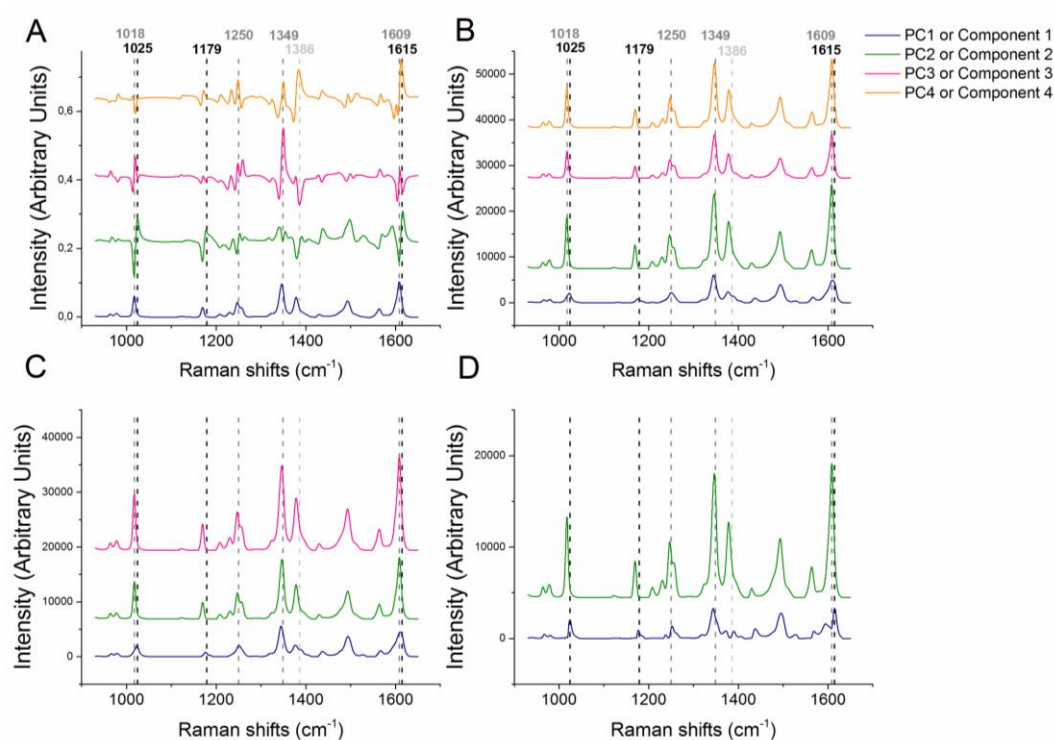 A
1018 1250 1349 1609
1025 1179 1386 1615
0,6
0,4
0,2
0,0
Intensity (Arbitrary Units)
1000 1200 1400 1600
Raman shifts (cm⁻¹)
B
1018 1250 1349 1609
1025 1179 1386 1615
50000
40000
30000
20000
10000
0
Intensity (Arbitrary Units)
1000 1200 1400 1600
Raman shifts (cm⁻¹)
PC1 or Component 1
PC2 or Component 2
PC3 or Component 3
PC4 or Component 4
C
40000
30000
20000
10000
0
Intensity (Arbitrary Units)
1000 1200 1400 1600
Raman shifts (cm⁻¹)
D
20000
10000
0
Intensity (Arbitrary Units)
1000 1200 1400 1600
Raman shifts (cm⁻¹)